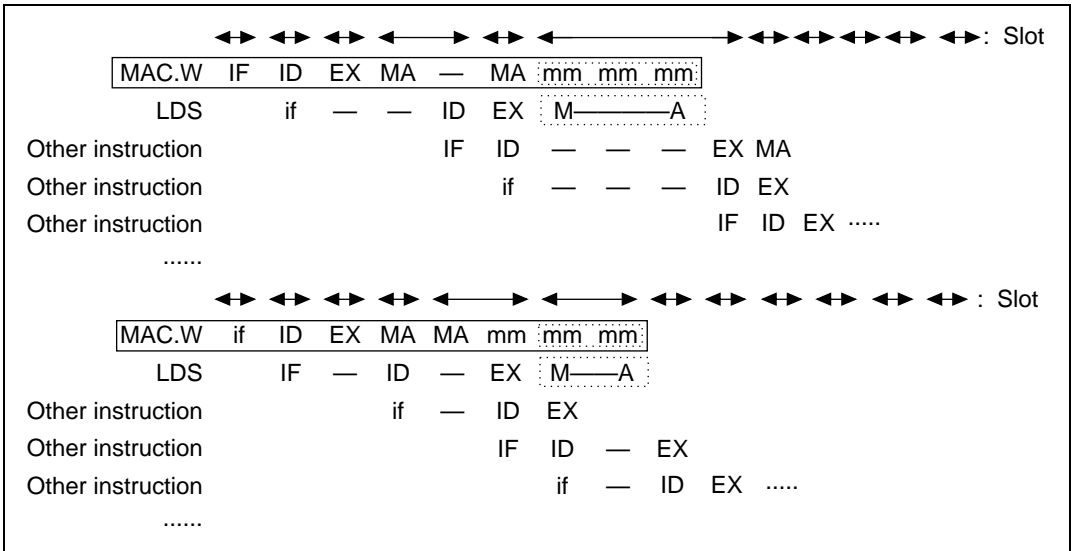 : Slot
MAC.W IF ID EX MA — MA mm mm mm
LDS if — — ID EX M————A
Other instruction IF ID — — — EX MA
Other instruction if — — — ID EX
Other instruction IF ID EX .....
......
: Slot
MAC.W if ID EX MA MA mm mm mm
LDS IF — ID — EX M——A
Other instruction if — ID EX
Other instruction IF ID — EX
Other instruction if — ID EX .....
......